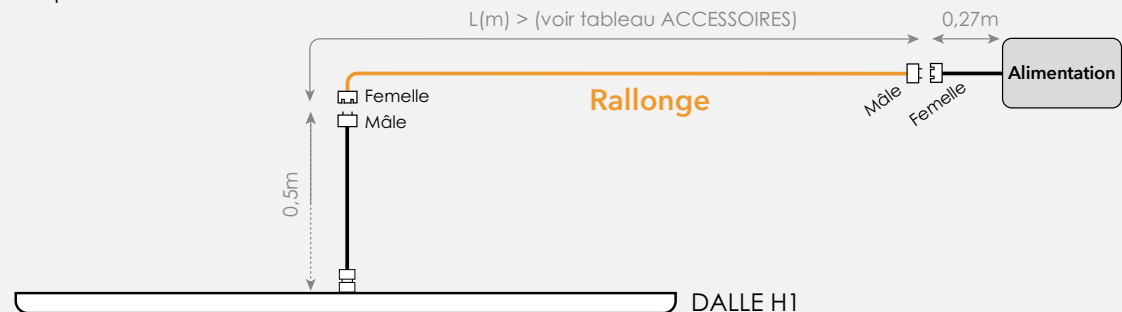 L(m) > (voir tableau ACCESSOIRES)
0,27m
Alimentation
Rallonge
Mâle
Femelle
Femelle
Mâle
0,5m
DALLE H1